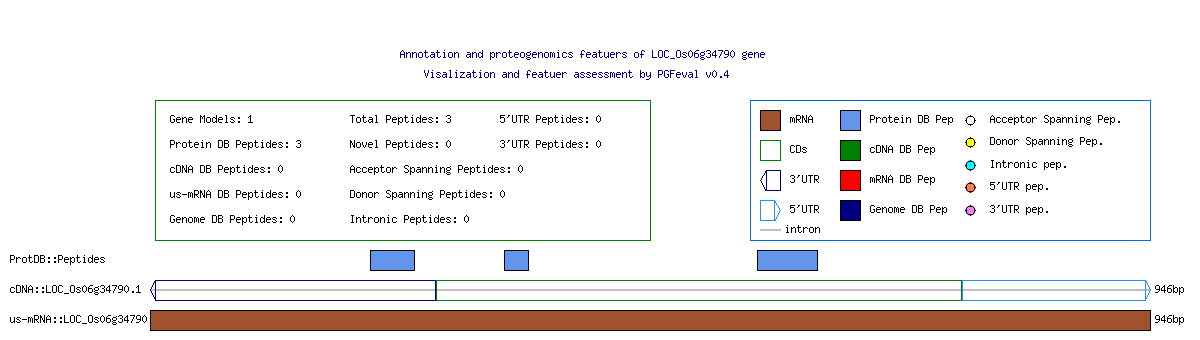 Annotation and proteogenomics featuers of LOC_Os06g34790 gene
Visalization and featuer assessment by PGFeval v0.4
Gene Models: 1 Total Peptides: 3 5'UTR Peptides: 0
Protein DB Peptides: 3 Novel Peptides: 0 3'UTR Peptides: 0
cDNA DB Peptides: 0 Acceptor Spanning Peptides: 0
us-mRNA DB Peptides: 0 Donor Spanning Peptides: 0
Genome DB Peptides: 0 Intronic Peptides: 0
mRNA Protein DB Pep Acceptor Spanning Pep.
CDs cDNA DB Pep Donor Spanning Pep.
3'UTR mRNA DB Pep Intronic pep.
5'UTR Genome DB Pep 5'UTR pep.
intron 3'UTR pep.
ProtDB::Peptides
cDNA::LOC_Os06g34790.1 946bp
us-mRNA::LOC_Os06g34790 946bp